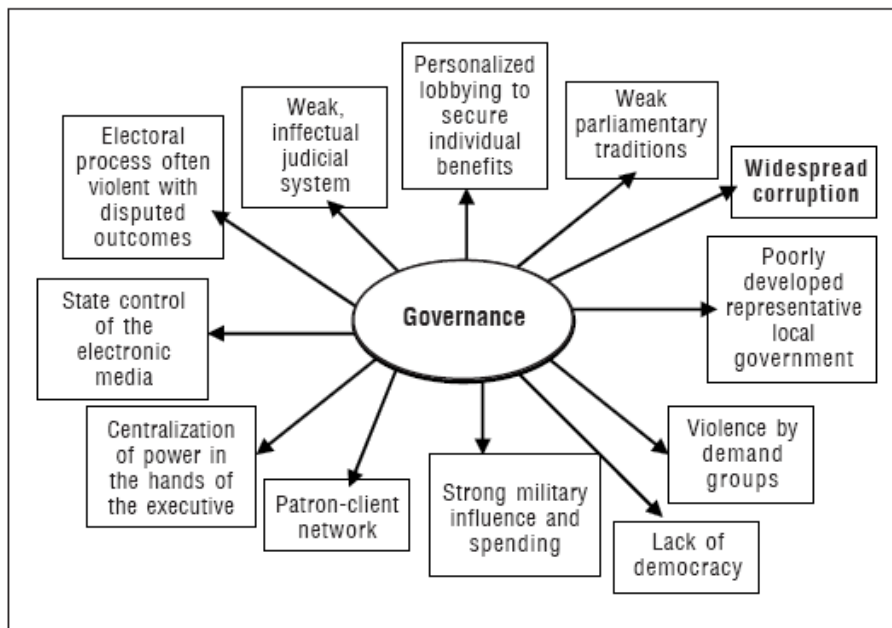 Personalized
lobbying to
secure
individual
benefits
Weak,
inffectual
judicial
system
Weak
parliamentary
traditions
Electoral
process often
violent with
disputed
outcomes
Widespread
corruption
Poorly
developed
representative
local
government
State control
of the
electronic
media
Governance
Centralization
of power in
the hands of
the executive
Patron-client
network
Strong military
influence and
spending
Violence by
demand
groups
Lack of
democracy